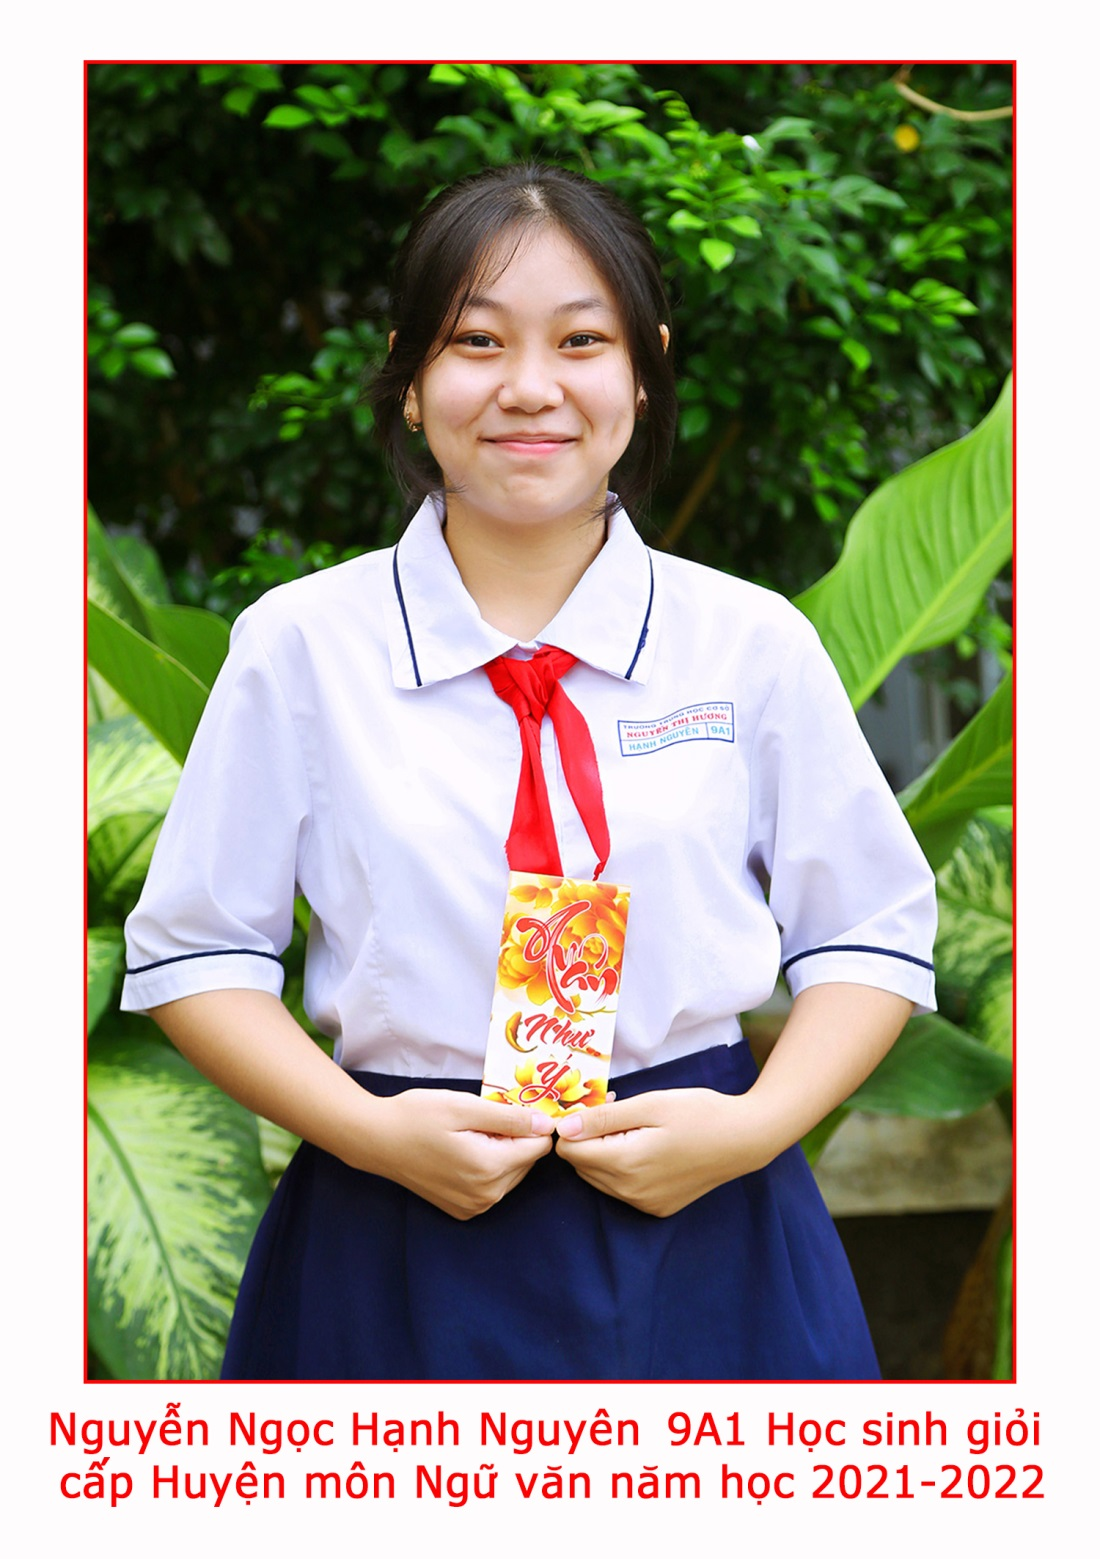 TRƯỜNG TRUNG HỌC CƠ SỞ
NGUYỄN THỊ HƯƠNG
HẠNH NGUYÊN 9A1
Vạn
Như
ý
Nguyễn Ngọc Hạnh Nguyên 9A1 Học sinh giỏi
cấp Huyện môn Ngữ văn năm học 2021-2022